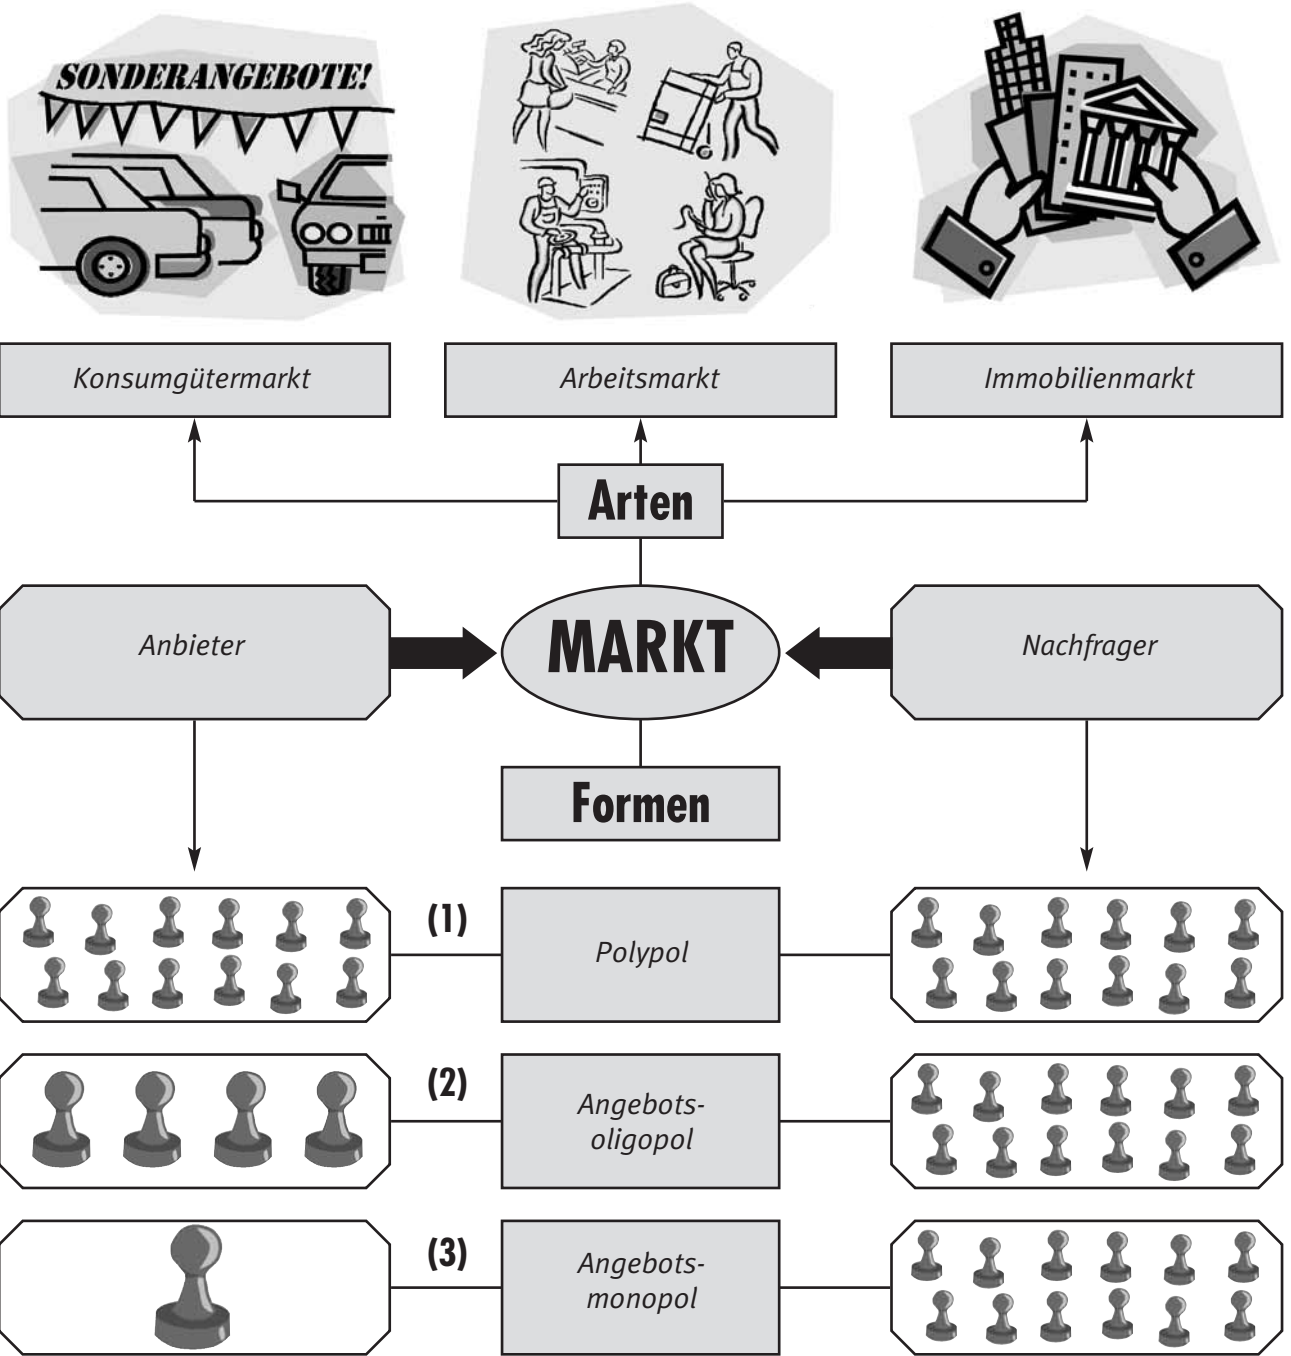 SONDERANGEBOTE!
Konsumgütermarkt
Arbeitsmarkt
Immobilienmarkt
Arten
Anbieter
MARKT
Nachfrager
Formen
(1)
Polypol
(2)
Angebots-
oligopol
(3)
Angebots-
monopol